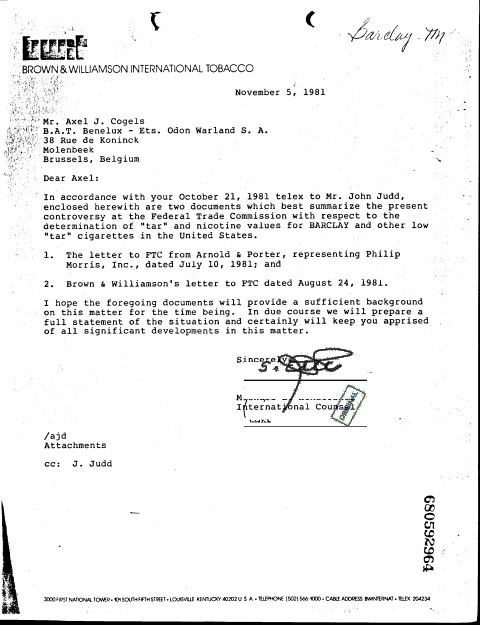 Barclay
BROWN & WILLIAMSON INTERNATIONAL TOBACCO
November 5, 1981
Mr. Axel J. Cogels
B.A.T. Benelux - Ets. Odon Warland S. A.
38 Rue de Koninck
Molenbeek
Brussels, Belgium
Dear Axel:
In accordance with your October 21, 1981 telex to Mr. John Judd,
enclosed herewith are two documents which best summarize the present
controversy at the Federal Trade Commission with respect to the
determination of "tar" and nicotine values for BARCLAY and other low
"tar" cigarettes in the United States.
1. The letter to FTC from Arnold & Porter, representing Philip
Morris, Inc., dated July 10, 1981; and
2. Brown & Williamson's letter to FTC dated August 24, 1981.
I hope the foregoing documents will provide a sufficient background
on this matter for the time being. In due course we will prepare a
full statement of the situation and certainly will keep you apprised
of all significant developments in this matter.
Sincerely
International Counsel
ORIGINAL
/ajd
Attachments
cc: J. Judd
680592964
3000 FIRST NATIONAL TOWER • 101 SOUTH FIFTH STREET • LOUISVILLE, KENTUCKY 40202 U. S. A. • TELEPHONE (502) 566-1000 • CABLE ADDRESS BWINTERNAT • TELEX 204234